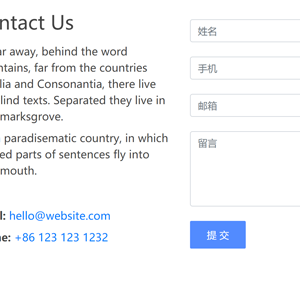 ntact Us
ar away, behind the word
ntains, far from the countries
lia and Consonantia, there live
lind texts. Separated they live in
marksgrove.
paradisematic country, in which
ed parts of sentences fly into
mouth.
l: hello@website.com
ne: +86 123 123 1232
姓名
手机
邮箱
留言
提 交